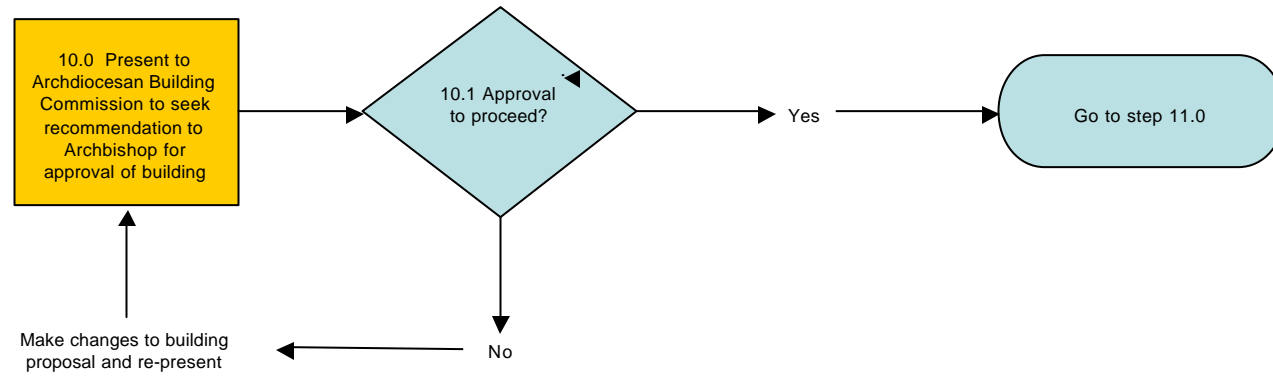 10.0 Present to
Archdiocesan Building
Commission to seek
recommendation to
Archbishop for
approval of building
10.1 Approval
to proceed?
Yes
Go to step 11.0
No
Make changes to building
proposal and re-present